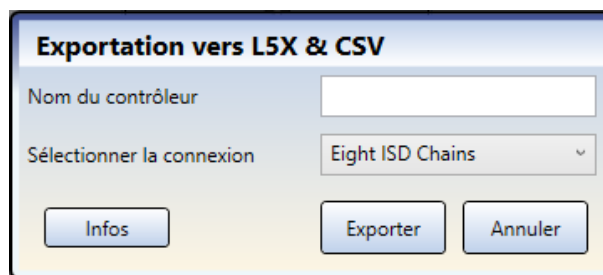 Exportation vers L5X & CSV
Nom du contrôleur
Sélectionner la connexion Eight ISD Chains
Infos Exporter Annuler